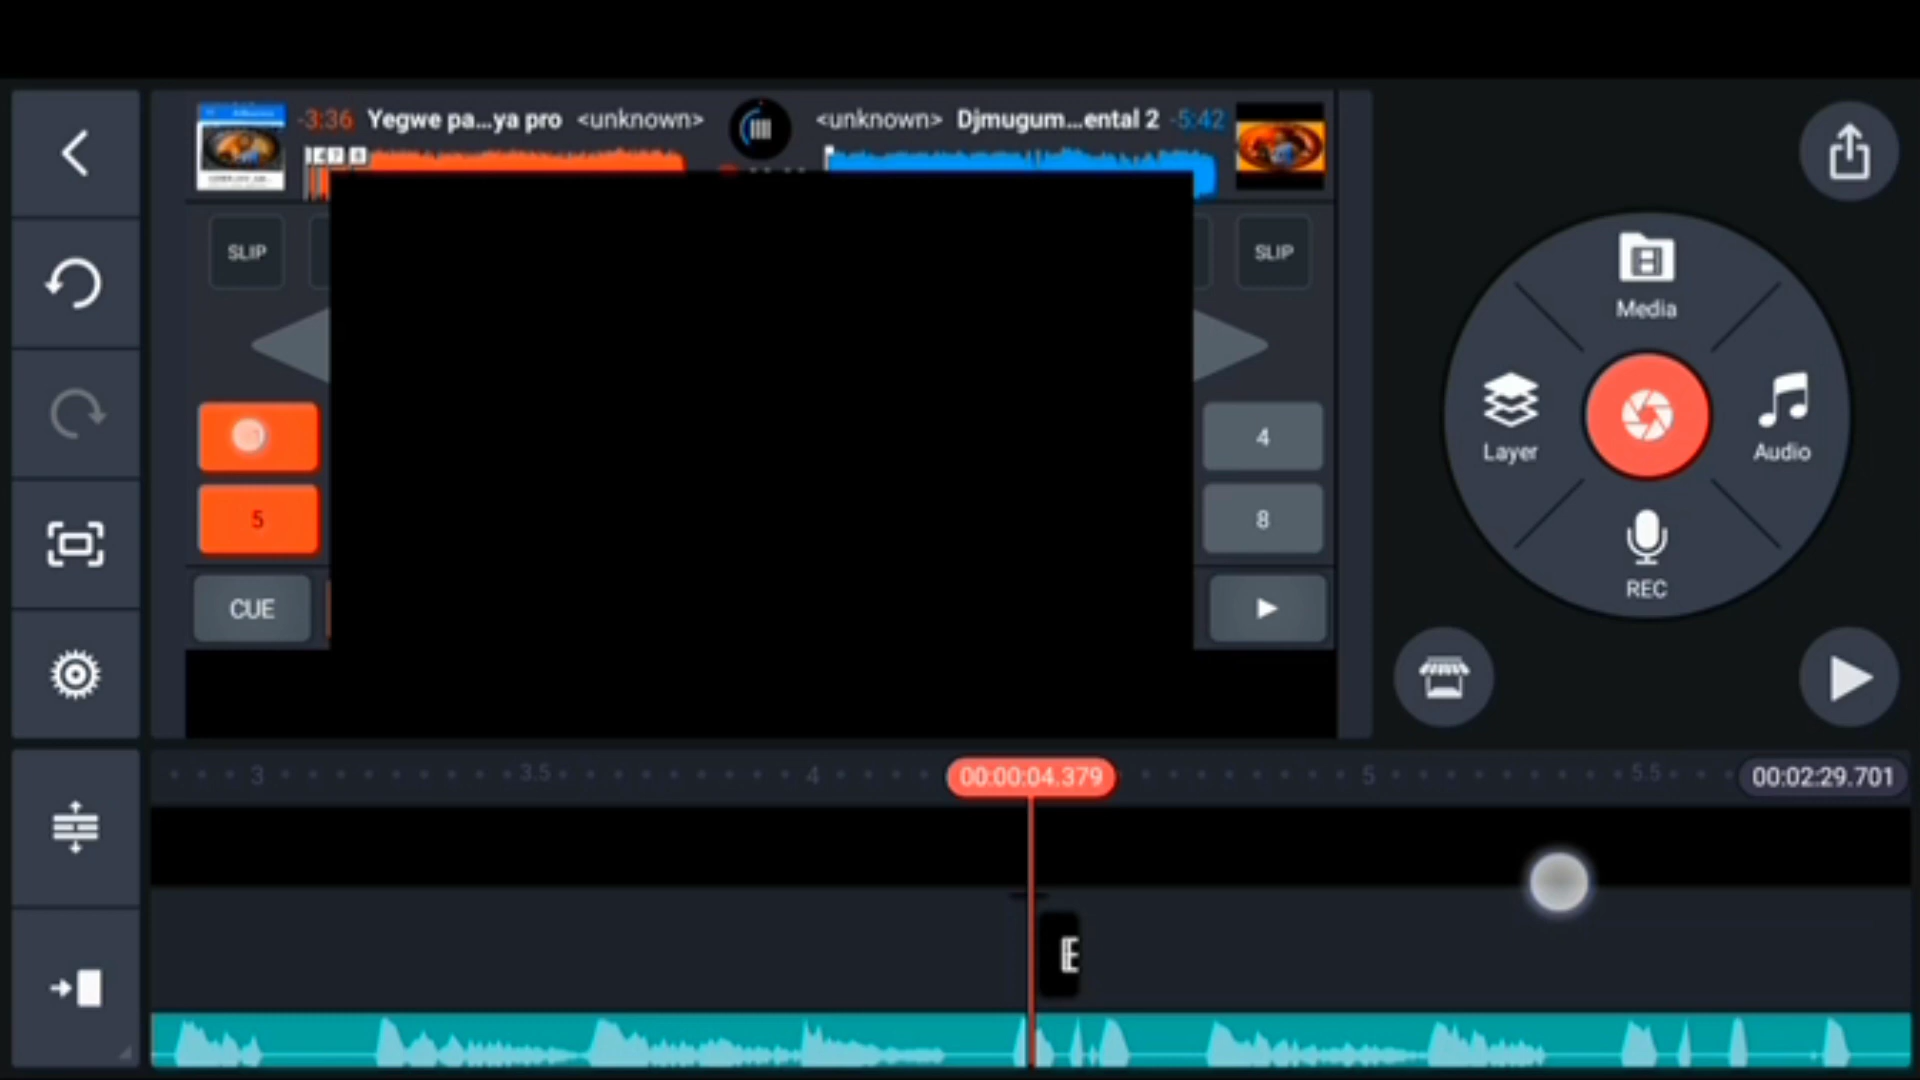 -3:36 Yegwe pa...ya pro <unknown>
<unknown> Djmugum...ental 2 -5:42
SLIP
SLIP
4
5
8
CUE
Media
Layer
Audio
REC
3
3.5
4
00:00:04.379
5
5.5
00:02:29.701